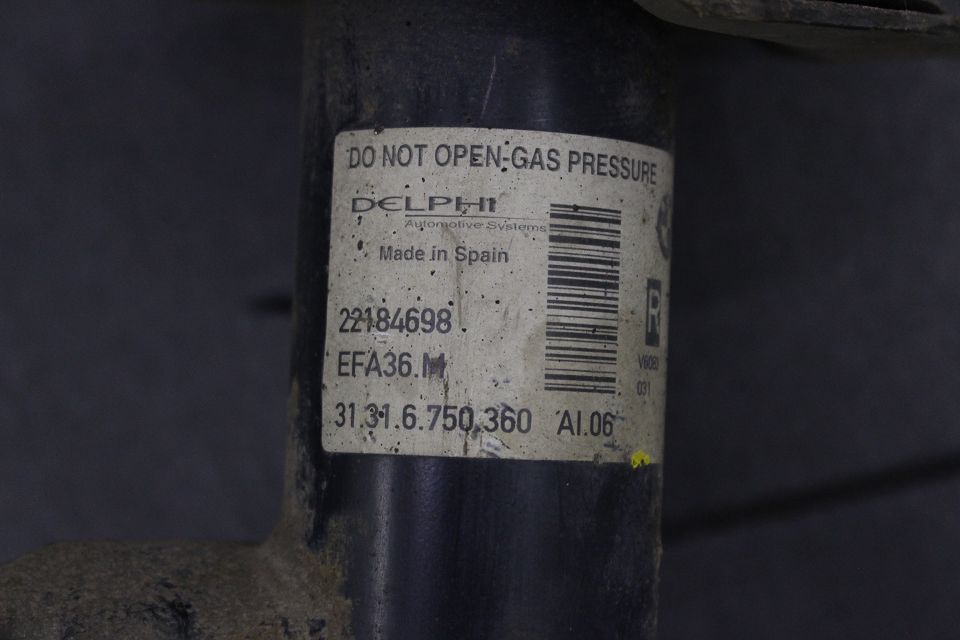 DO NOT OPEN-GAS PRESSURE
DELPHI
Automotive Systems
Made in Spain
22184698
EFA36.M
31.31.6.750.360 AI.06
R
031